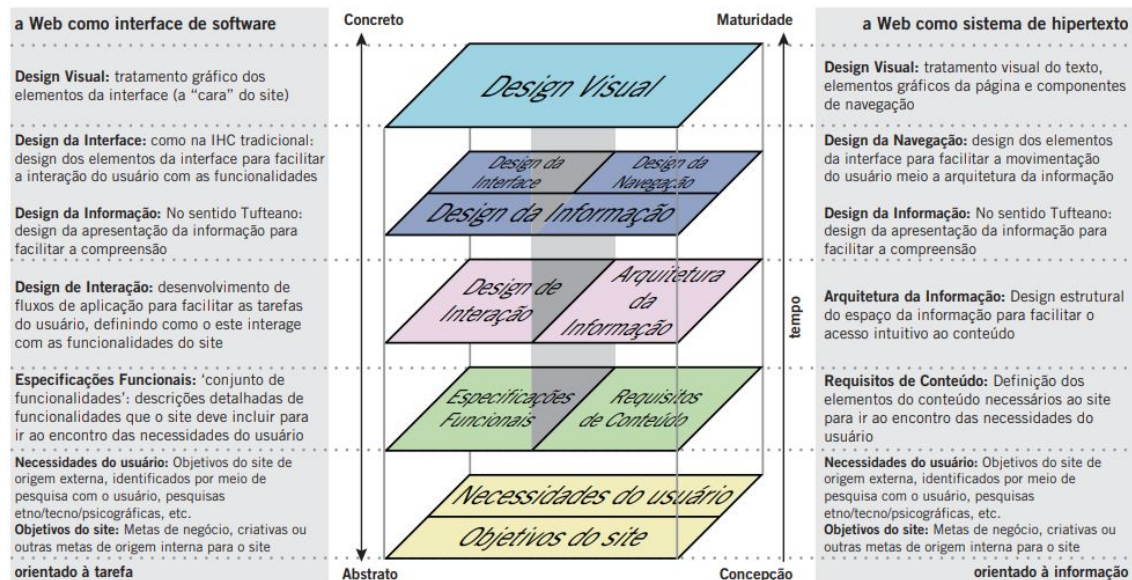 a Web como interface de software
Design Visual: tratamento gráfico dos
elementos da interface (a “cara” do site)
Design da Interface: como na IHC tradicional:
design dos elementos da interface para facilitar
a interação do usuário com as funcionalidades
Design da Informação: No sentido Tufteano:
design da apresentação da informação para
facilitar a compreensão
Design de Interação: desenvolvimento de
fluxos de aplicação para facilitar as tarefas
do usuário, definindo como o este interage
com as funcionalidades do site
Especificações Funcionais: ‘conjunto de
funcionalidades’: descrições detalhadas de
funcionalidades que o site deve incluir para
ir ao encontro das necessidades do usuário
Necessidades do usuário: Objetivos do site de
origem externa, identificados por meio de
pesquisa com o usuário, pesquisas
etno/tecno/psicográficas, etc.
Objetivos do site: Metas de negócio, criativas ou
outras metas de origem interna para o site
orientado à tarefa
Concreto
Maturidade
Design Visual
Design da
Interface
Design da
Navegação
Design da Informação
Design de
Interação
Arquitetura
da
Informação
Especificações
Funcionais
Requisitos
de Conteúdo
Necessidades do usuário
Objetivos do site
tempo
Abstrato
Concepção
a Web como sistema de hipertexto
Design Visual: tratamento visual do texto,
elementos gráficos da página e componentes
de navegação
Design da Navegação: design dos elementos
da interface para facilitar a movimentação
do usuário meio a arquitetura da informação
Design da Informação: No sentido Tufteano:
design da apresentação da informação para
facilitar a compreensão
Arquitetura da Informação: Design estrutural
do espaço da informação para facilitar o
acesso intuitivo ao conteúdo
Requisitos de Conteúdo: Definição dos
elementos do conteúdo necessários ao site
para ir ao encontro das necessidades do
usuário
Necessidades do usuário: Objetivos do site de
origem externa, identificados por meio de
pesquisa com o usuário, pesquisas
etno/tecno/psicográficas, etc.
Objetivos do site: Metas de negócio, criativas ou
outras metas de origem interna para o site
orientado à informação